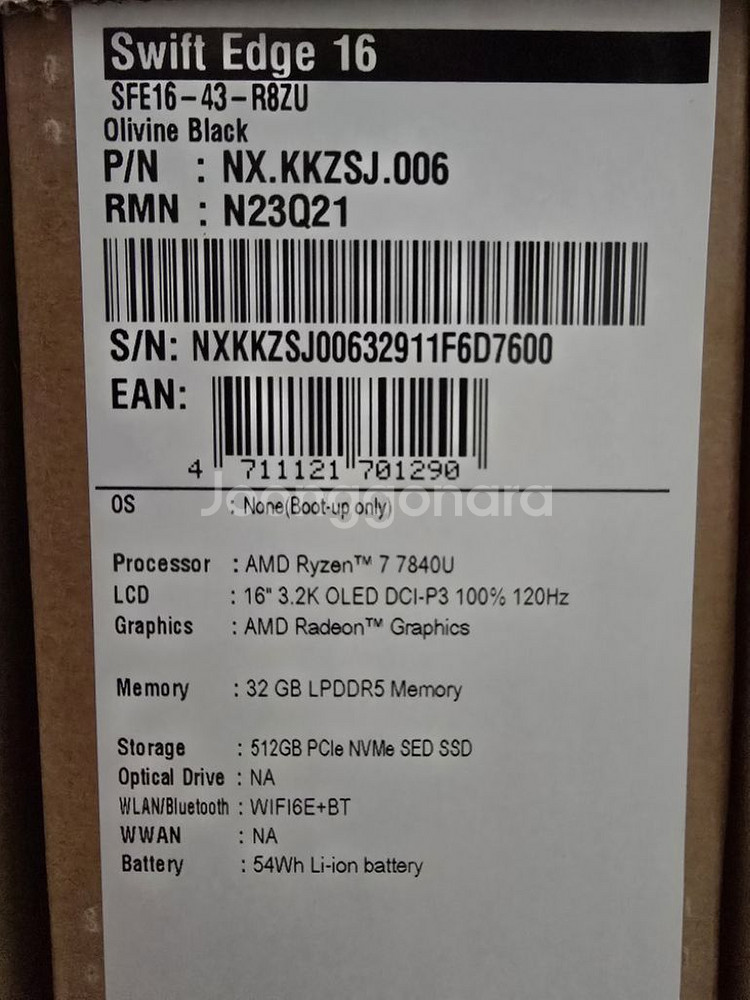 Swift Edge 16
SFE16-43-R8ZU
Olivine Black
P/N : NX.KKZSJ.006
RMN : N23Q21
S/N: NXKKZSJ00632911F6D7600
EAN:
4 711121 701290
Joonggonara
OS : None(Boot-up only)
Processor : AMD Ryzen™ 7 7840U
LCD : 16" 3.2K OLED DCI-P3 100% 120Hz
Graphics : AMD Radeon™ Graphics
Memory : 32 GB LPDDR5 Memory
Storage : 512GB PCIe NVMe SED SSD
Optical Drive : NA
WLAN/Bluetooth : WIFI6E+BT
WWAN : NA
Battery : 54Wh Li-ion battery